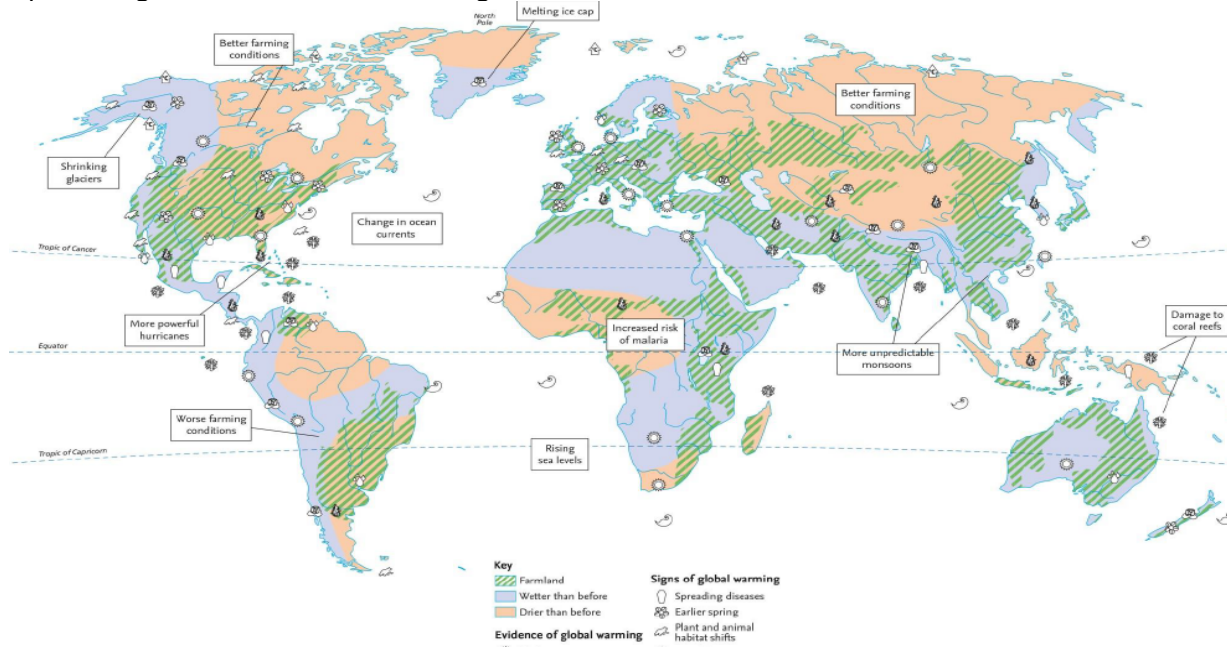 North
Pole
Melting ice cap
Better farming
conditions
Better farming
conditions
Shrinking
glaciers
Change in ocean
currents
Tropic of Cancer
More powerful
hurricanes
Increased risk
of malaria
More unpredictable
monsoons
Damage to
coral reefs
Equator
Worse farming
conditions
Rising
sea levels
Tropic of Capricorn
Key
Farmland
Wetter than before
Drier than before
Evidence of global warming
Signs of global warming
Spreading diseases
Earlier spring
Plant and animal
habitat shifts